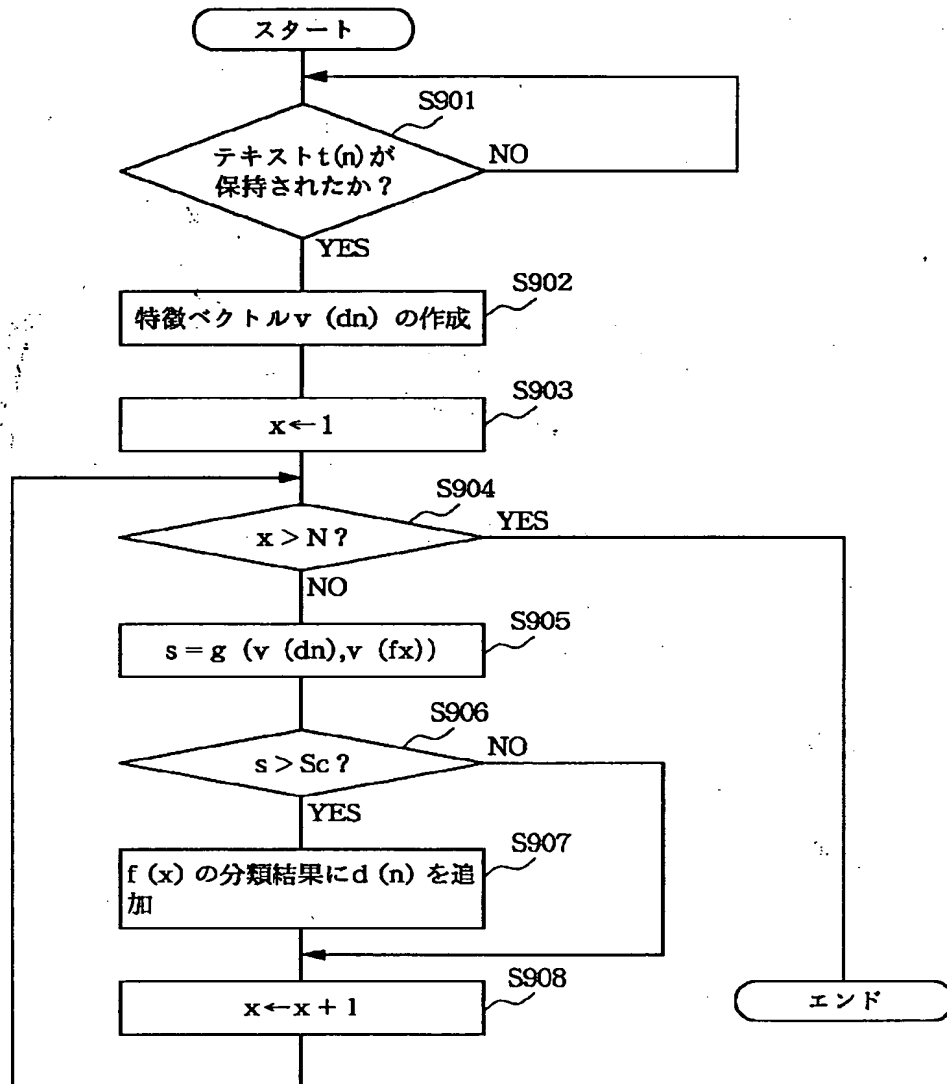 スタート
S901
テキストt(n)が
保持されたか？
NO
YES
S902
特徴ベクトルv (dn) の作成
S903
x←1
S904
x > N？
YES
NO
S905
s = g (v (dn),v (fx))
S906
s > Sc？
NO
YES
S907
f (x) の分類結果にd (n) を追
加
S908
x←x + 1
エンド